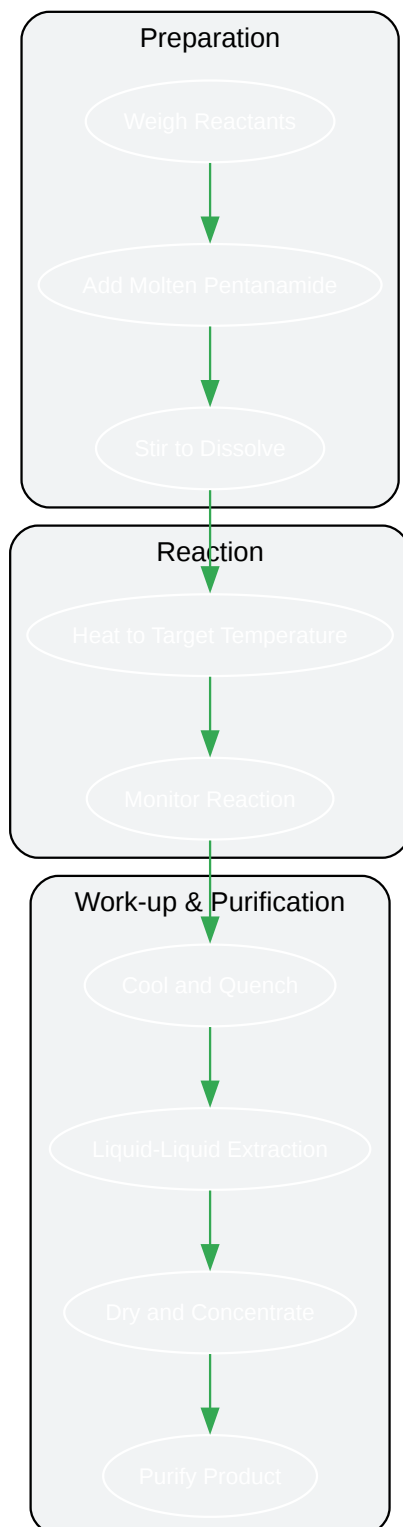 Preparation
Weigh Reactants
Add Molten Pentanamide
Stir to Dissolve
Reaction
Heat to Target Temperature
Monitor Reaction
Work-up & Purification
Cool and Quench
Liquid-Liquid Extraction
Dry and Concentrate
Purify Product